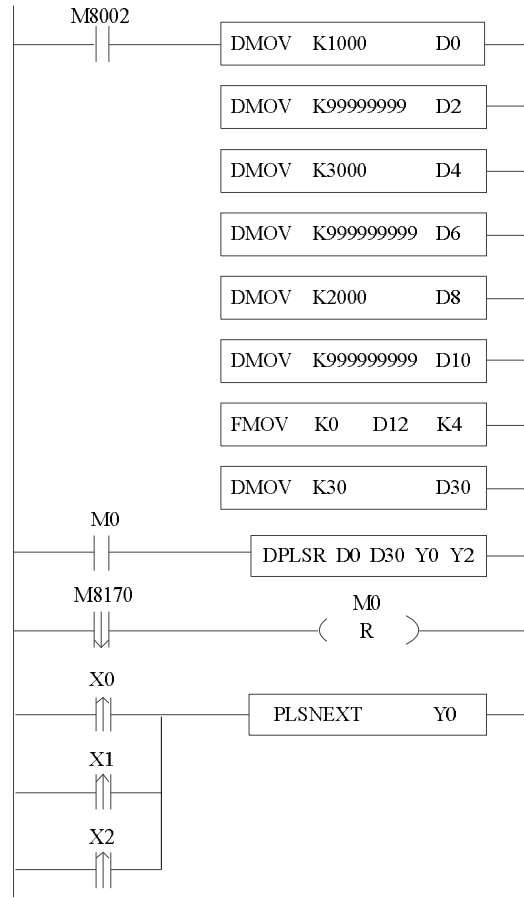 M8002
DMOV K1000 D0
DMOV K99999999 D2
DMOV K3000 D4
DMOV K999999999 D6
DMOV K2000 D8
DMOV K999999999 D10
FMOV K0 D12 K4
DMOV K30 D30
M0
DPLSR D0 D30 Y0 Y2
M8170
M0
R
X0
PLSNEXT Y0
X1
X2